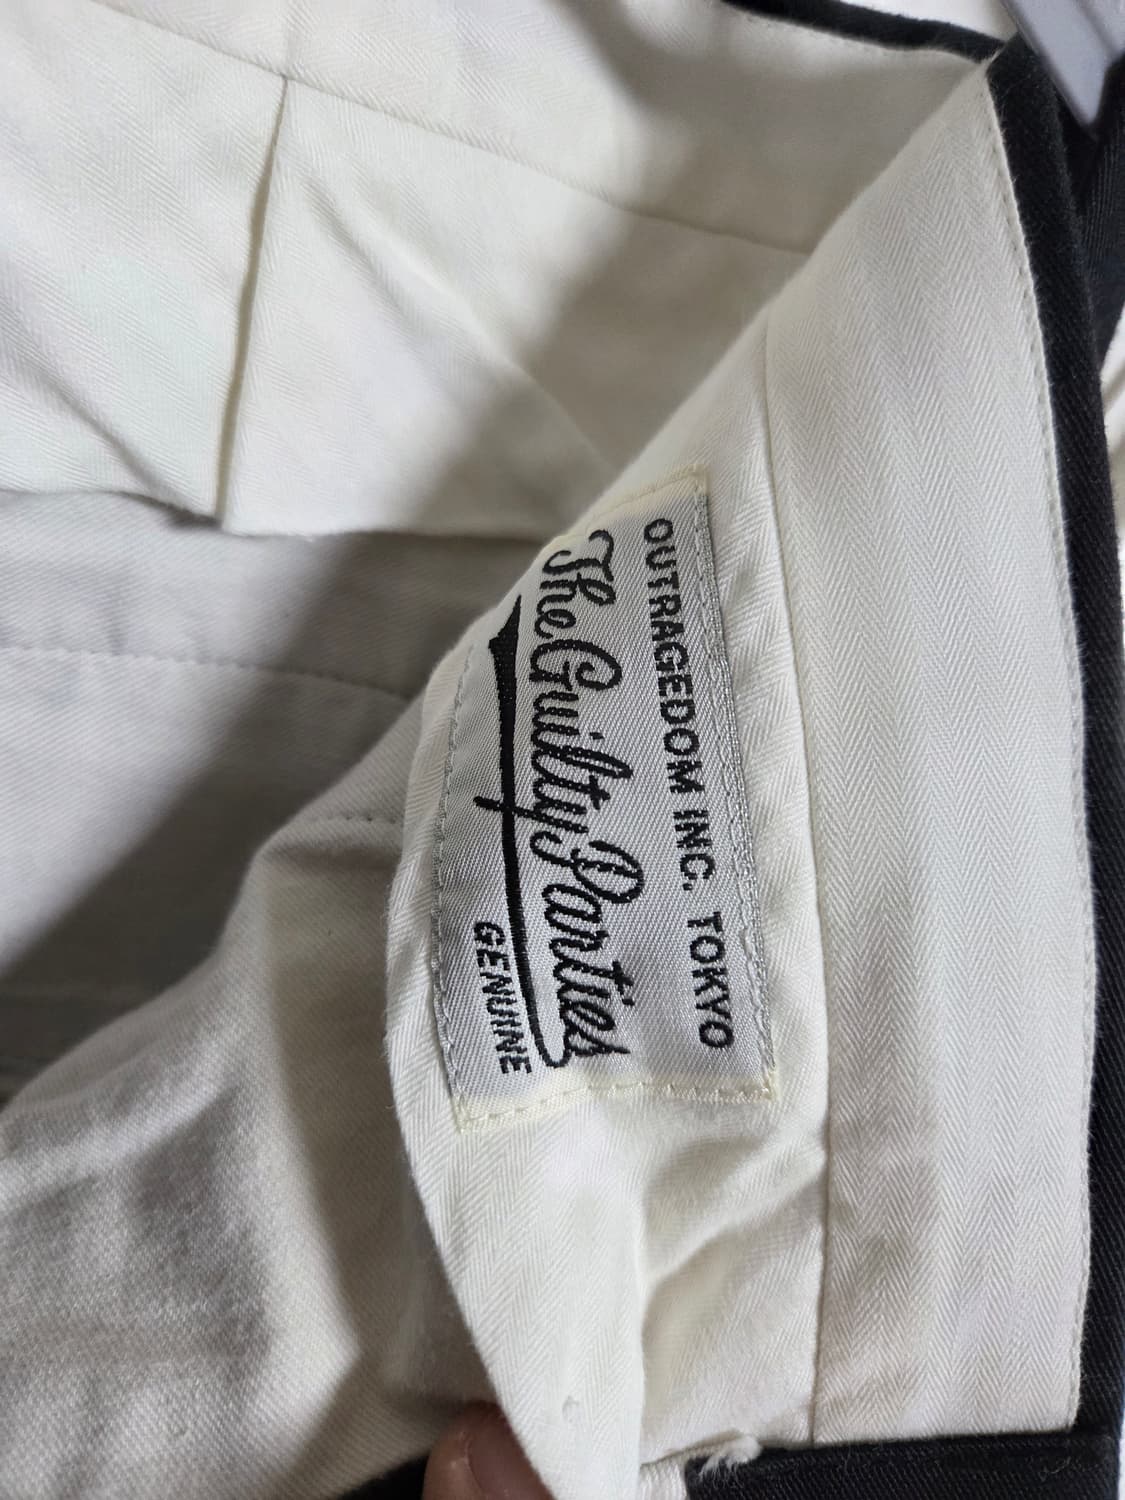 OUTRAGEDOM INC. TOKYO
The Guilty Parties
GENUINE